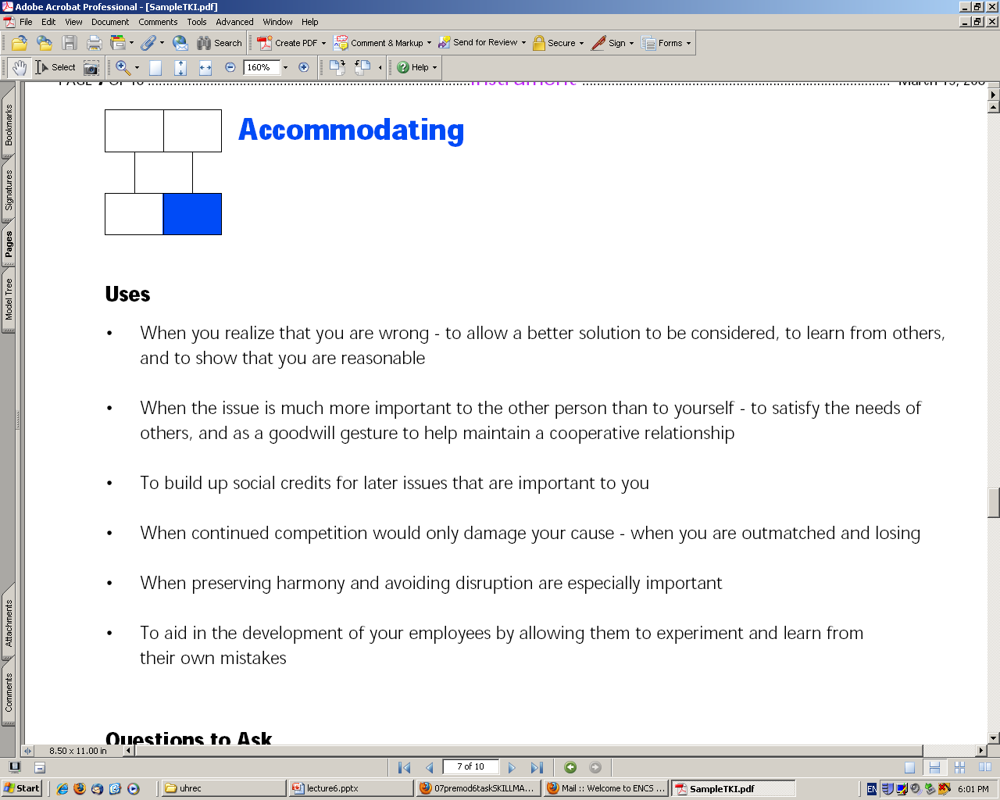 Adobe Acrobat Professional - [SampleTKI.pdf]
File Edit View Document Comments Tools Advanced Window Help
Search Create PDF Comment & Markup Send for Review Secure Sign Forms
Select 160% Help
PAGE 7 OF 10 Instrument March 15, 200
Accommodating
Bookmarks
Signatures
Pages
Model Tree
Attachments
Comments
Uses
• When you realize that you are wrong - to allow a better solution to be considered, to learn from others,
and to show that you are reasonable
• When the issue is much more important to the other person than to yourself - to satisfy the needs of
others, and as a goodwill gesture to help maintain a cooperative relationship
• To build up social credits for later issues that are important to you
• When continued competition would only damage your cause - when you are outmatched and losing
• When preserving harmony and avoiding disruption are especially important
• To aid in the development of your employees by allowing them to experiment and learn from
their own mistakes
Questions to Ask
8.50 x 11.00 in
7 of 10
Start uhrec lecture6.pptx 07premod6taskSKILLMA... Mail :: Welcome to ENCS ... SampleTKI.pdf EN 6:01 PM